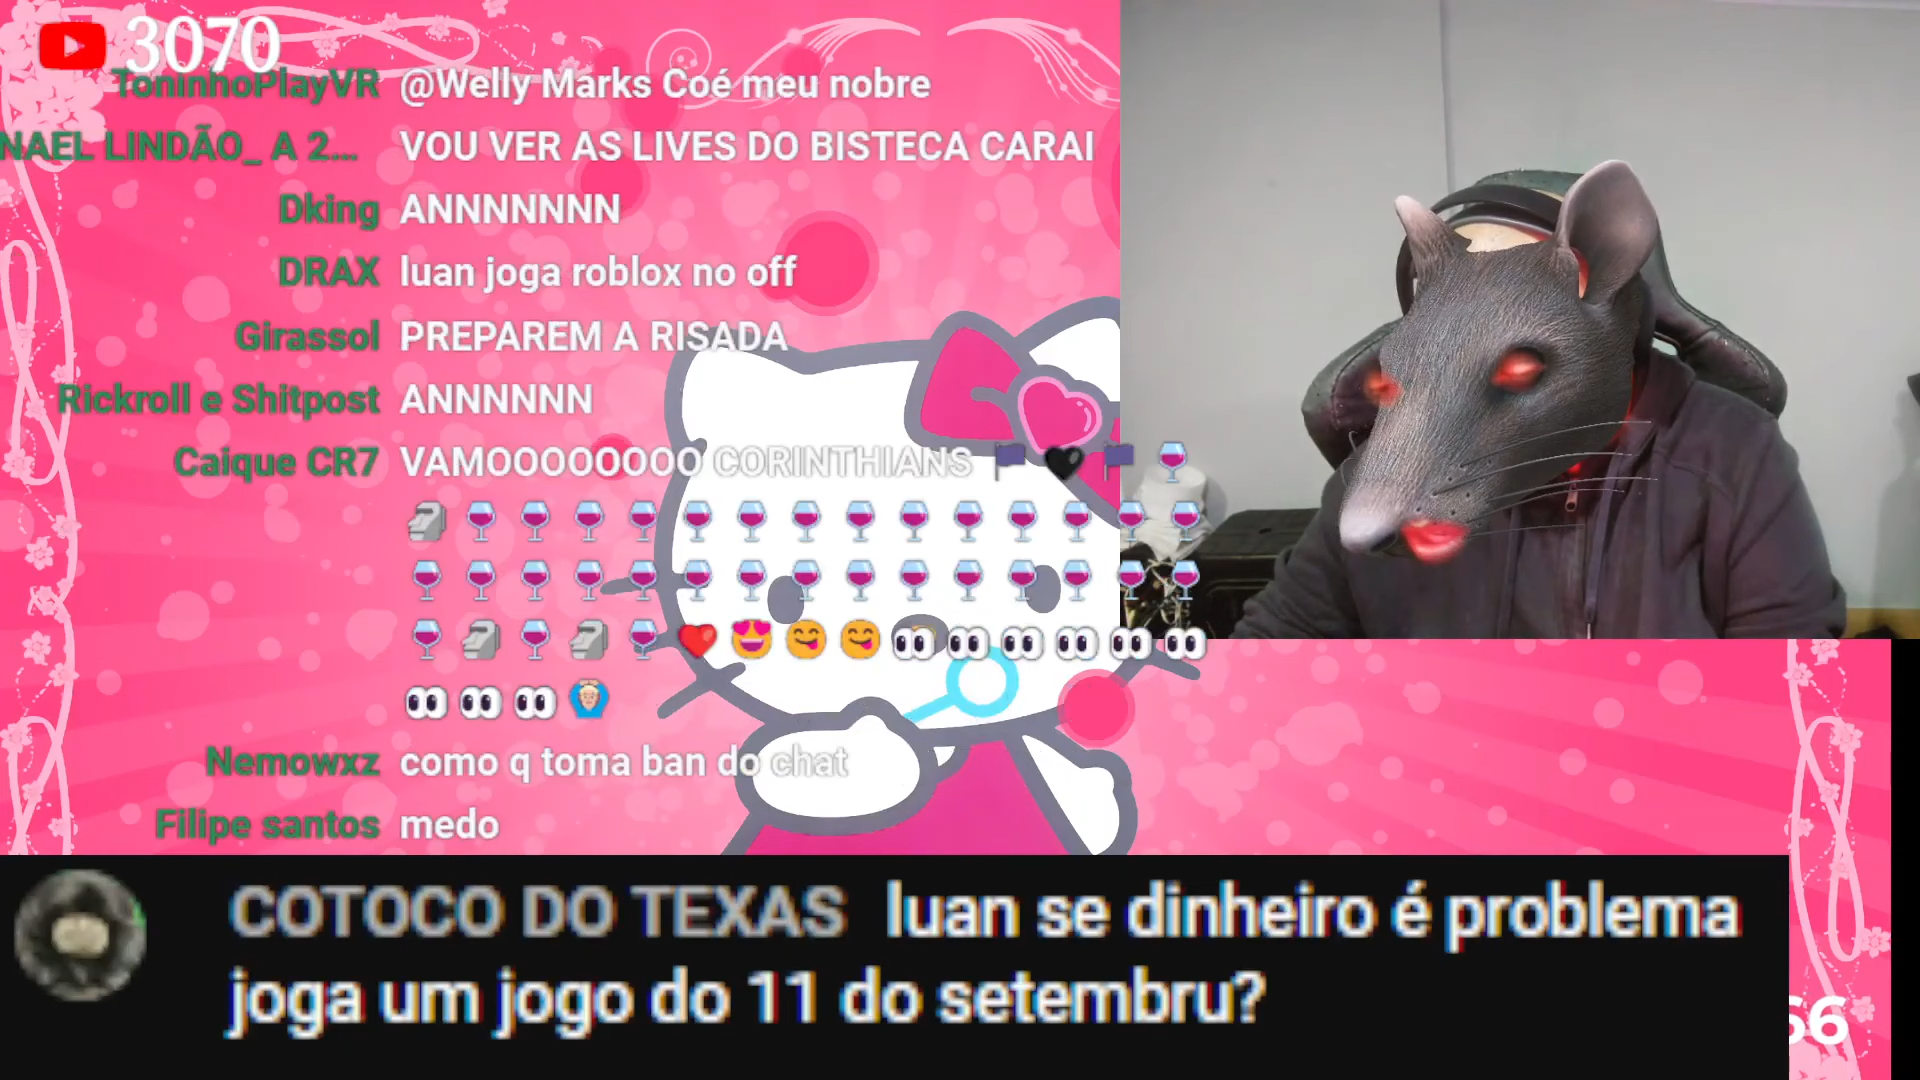 3070
ToninhoPlayVR @Welly Marks Coé meu nobre
NAEL LINDÃO_ A 2... VOU VER AS LIVES DO BISTECA CARAI
Dking ANNNNNNN
DRAX luan joga roblox no off
Girassol PREPAREM A RISADA
Rickroll e Shitpost ANNNNNN
Caique CR7 VAMOOOOOOOO CORINTHIANS
Nemowxz como q toma ban do chat
Filipe santos medo
COTOCO DO TEXAS luan se dinheiro é problema
joga um jogo do 11 do setembru?
66